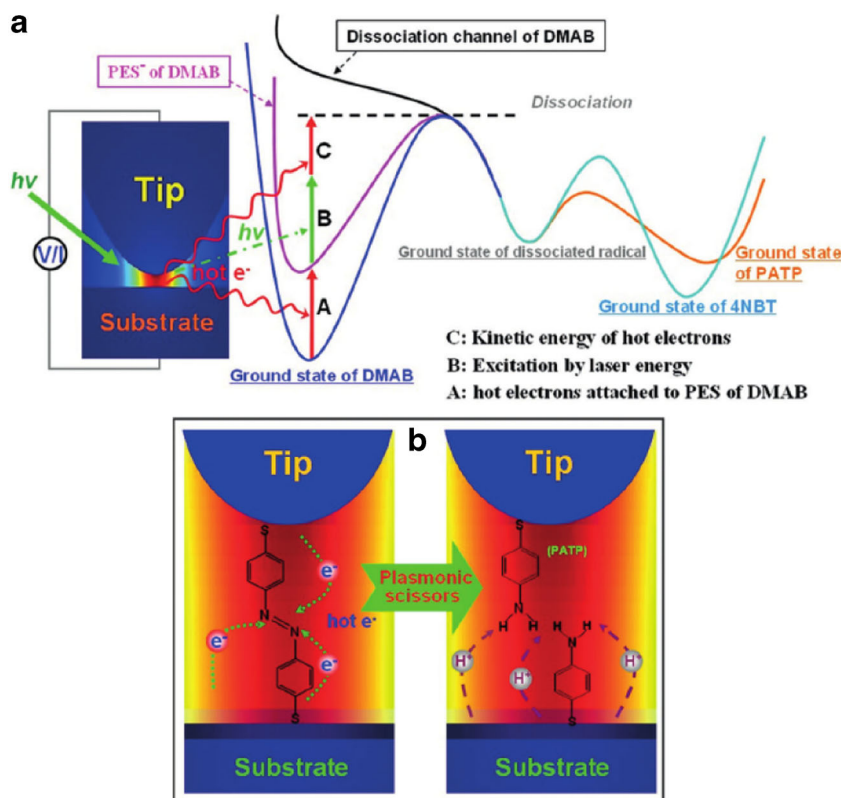 a
Dissociation channel of DMAB
PES⁻ of DMAB
Dissociation
C
hν
Tip
B
hν
V/I
hot e⁻
Ground state of dissociated radical
Ground state
of PATP
A
Substrate
Ground state of 4NBT
C: Kinetic energy of hot electrons
Ground state of DMAB
B: Excitation by laser energy
A: hot electrons attached to PES of DMAB
b
Tip
Tip
S
S
(PATP)
e⁻
Plasmonic
scissors
N
N
hot e⁻
N
H
H
H
H
N
e⁻
e⁻
H⁺
H⁺
H⁺
S
S
Substrate
Substrate